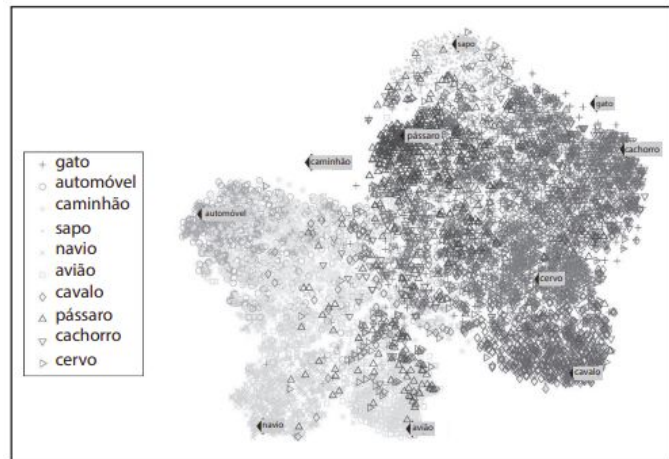 sapo
gato
pássaro
cachorro
caminhão
automóvel
cervo
cavalo
navio
avião
gato
automóvel
caminhão
sapo
navio
avião
cavalo
pássaro
cachorro
cervo